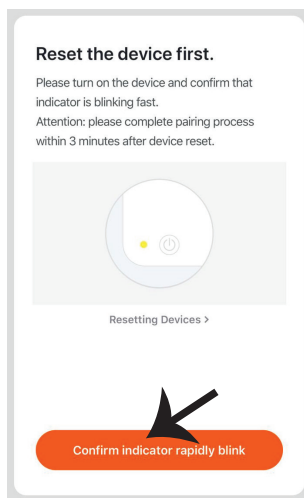 Reset the device first.
Please turn on the device and confirm that
indicator is blinking fast.
Attention: please complete pairing process
within 3 minutes after device reset.
Resetting Devices >
Confirm indicator rapidly blink